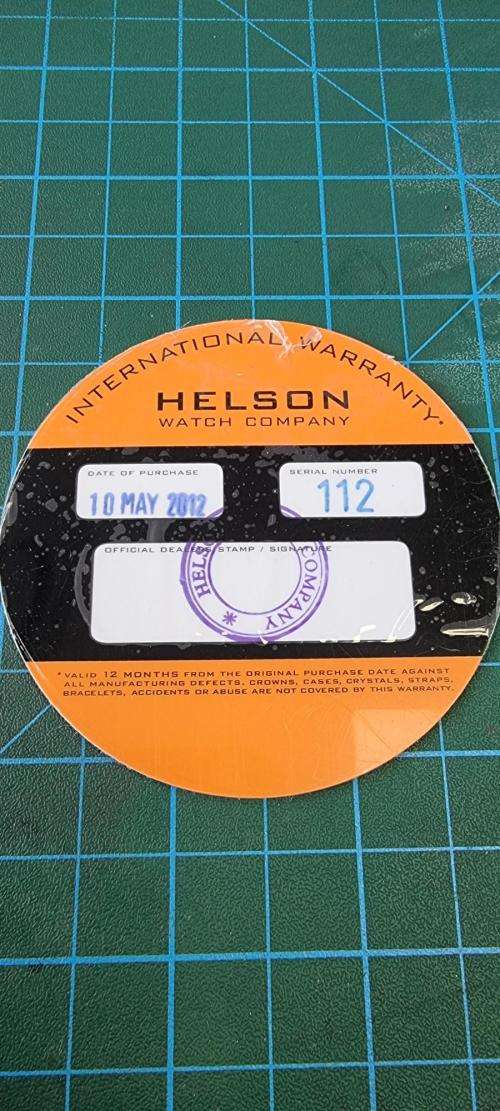 INTERNATIONAL WARRANTY*
HELSON
WATCH COMPANY
DATE OF PURCHASE
10 MAY 2012
SERIAL NUMBER
112
OFFICIAL DEALERS STAMP / SIGNATURE
COMPANY *
*VALID 12 MONTHS FROM THE ORIGINAL PURCHASE DATE AGAINST
ALL MANUFACTURING DEFECTS. CROWNS, CASES, CRYSTALS, STRAPS,
BRACELETS, ACCIDENTS OR ABUSE ARE NOT COVERED BY THIS WARRANTY.